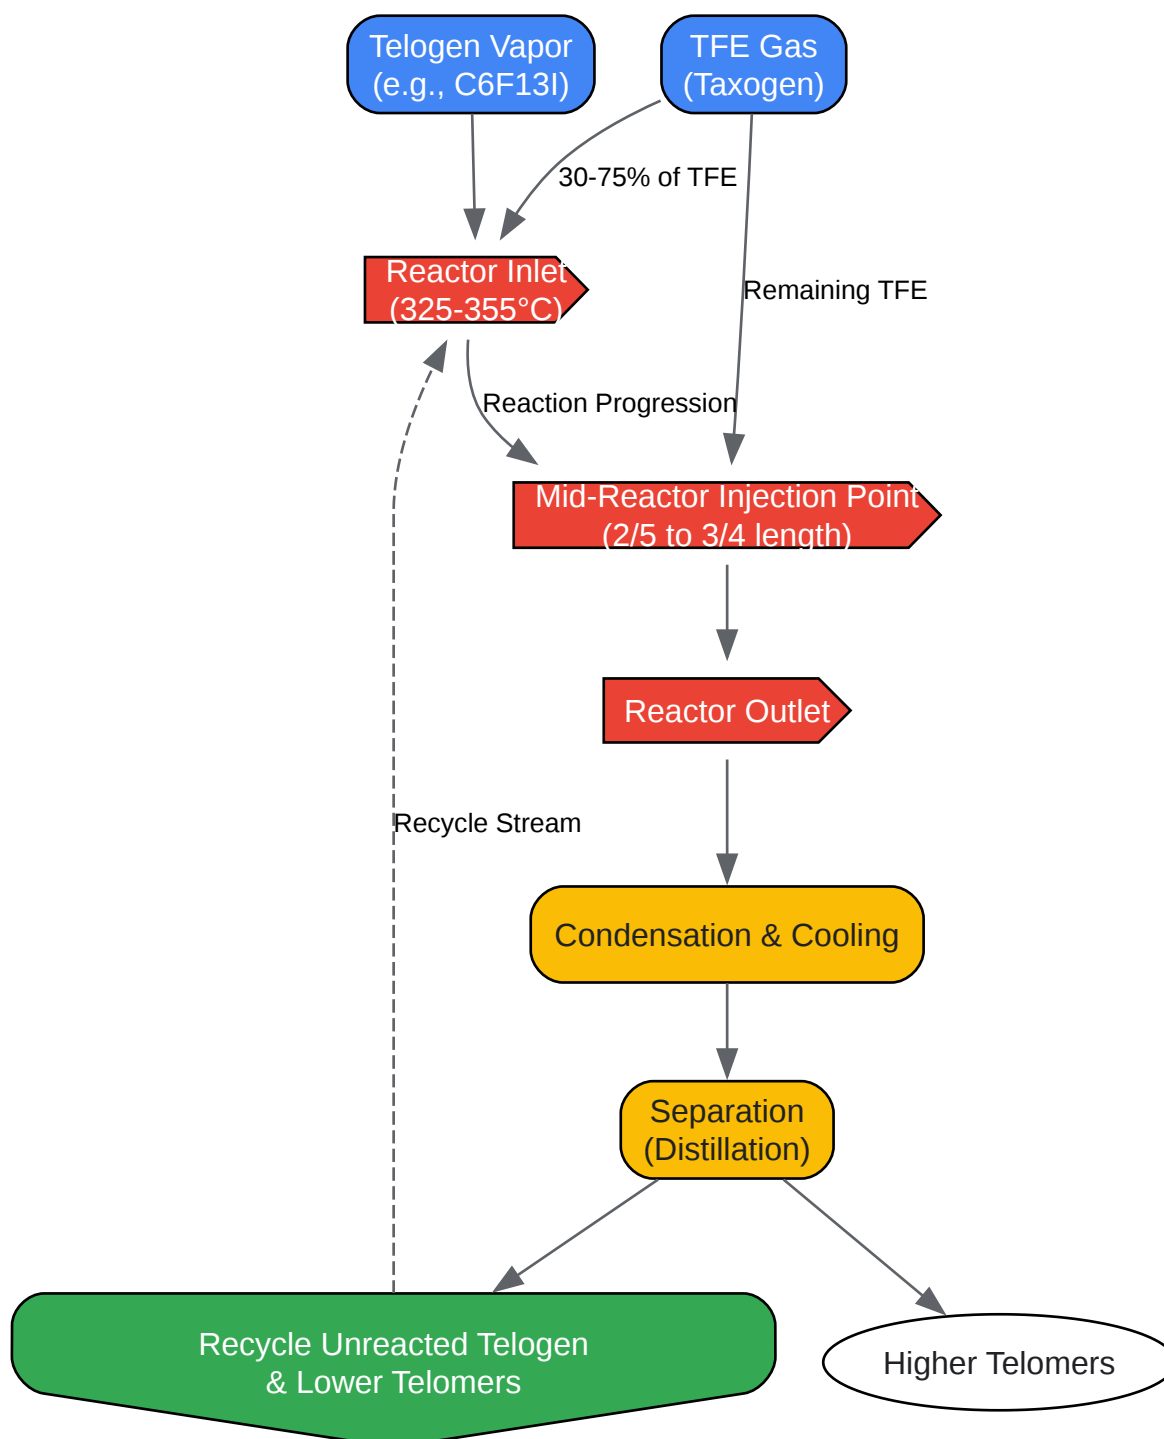 Telogen Vapor
(e.g., C6F13I)
TFE Gas
(Taxogen)
30-75% of TFE
Reactor Inlet
(325-355°C)
Remaining TFE
Reaction Progression
Mid-Reactor Injection Point
(2/5 to 3/4 length)
Reactor Outlet
Recycle Stream
Condensation & Cooling
Separation
(Distillation)
Recycle Unreacted Telogen
& Lower Telomers
Higher Telomers